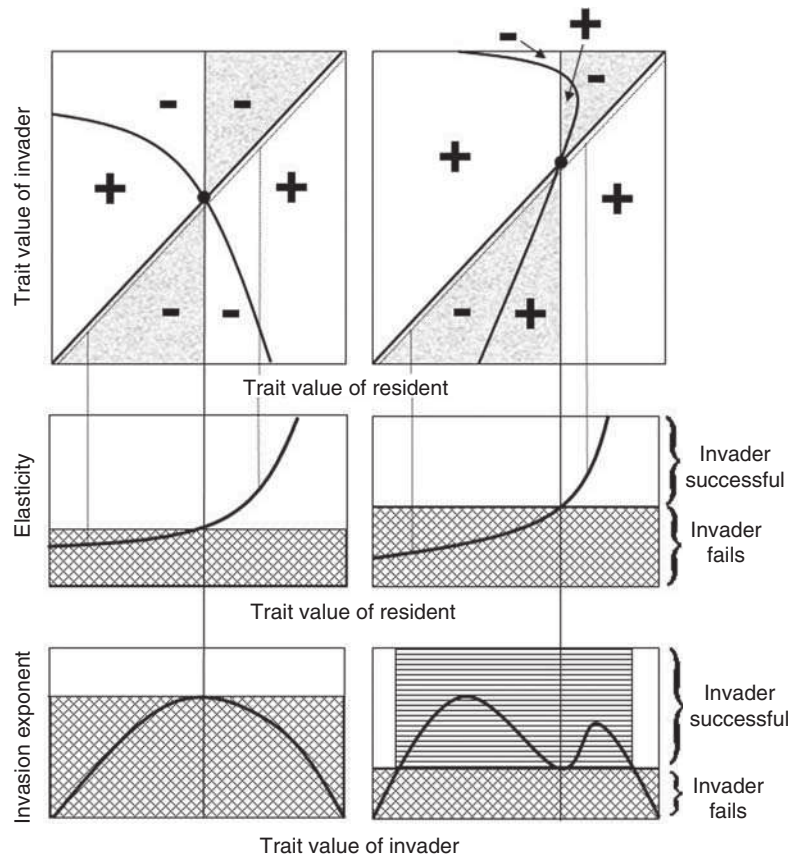 - +
- - -
+ + + +
- - - +
Trait value of invader
Trait value of resident
Elasticity
Invader
successful
Invader
fails
Trait value of resident
Invasion exponent
Invader
successful
Invader
fails
Trait value of invader